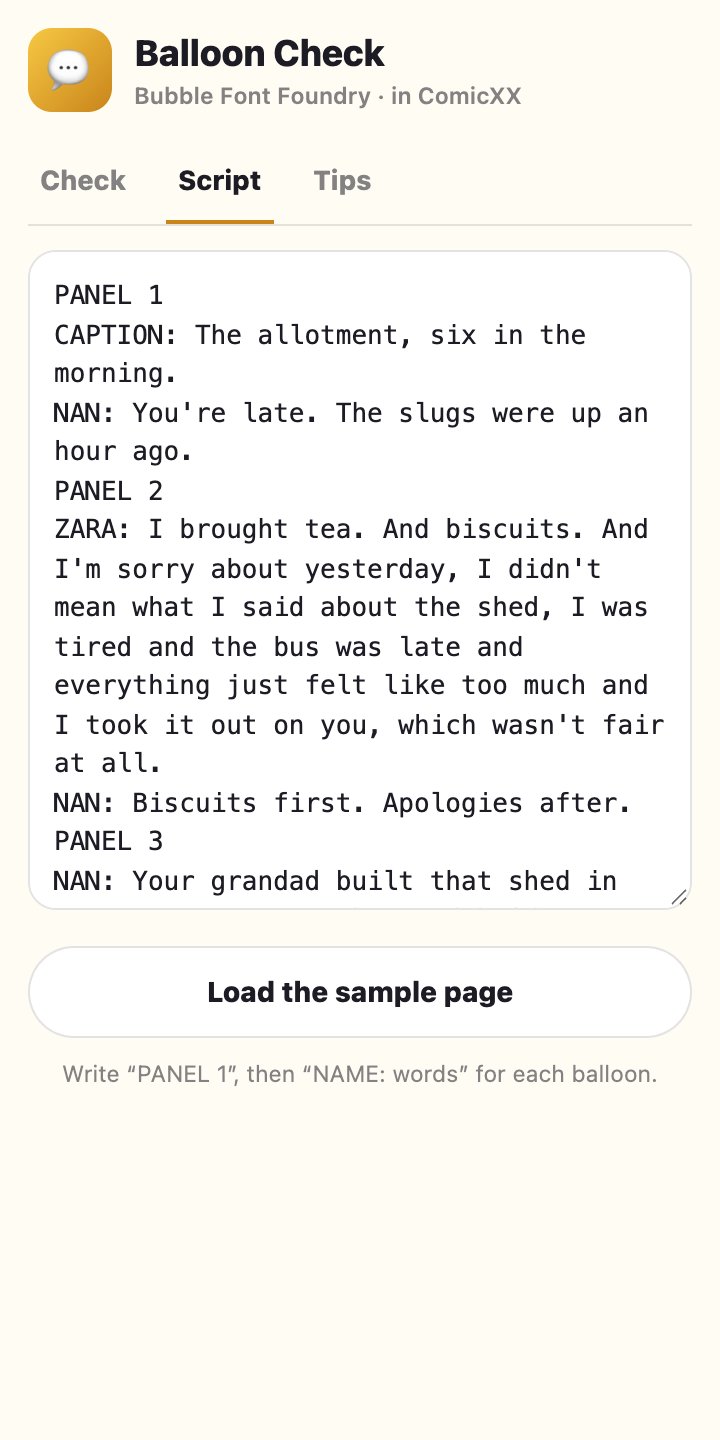 Balloon Check
Bubble Font Foundry · in ComicXX
Check Script Tips
PANEL 1
CAPTION: The allotment, six in the
morning.
NAN: You're late. The slugs were up an
hour ago.
PANEL 2
ZARA: I brought tea. And biscuits. And
I'm sorry about yesterday, I didn't
mean what I said about the shed, I was
tired and the bus was late and
everything just felt like too much and
I took it out on you, which wasn't fair
at all.
NAN: Biscuits first. Apologies after.
PANEL 3
NAN: Your grandad built that shed in
Load the sample page
Write “PANEL 1”, then “NAME: words” for each balloon.